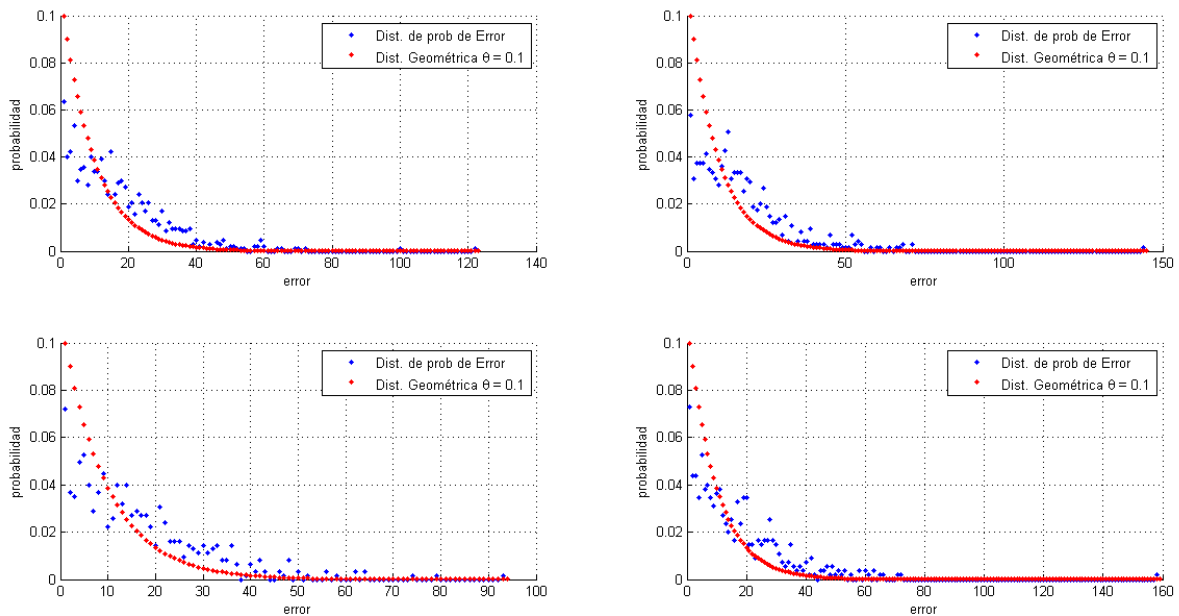 0.1
0.08
0.06
0.04
0.02
0
probabilidad
Dist. de prob de Error
Dist. Geométrica θ = 0.1
0 20 40 60 80 100 120 140
error
0.1
0.08
0.06
0.04
0.02
0
probabilidad
Dist. de prob de Error
Dist. Geométrica θ = 0.1
0 50 100 150
error
0.1
0.08
0.06
0.04
0.02
0
probabilidad
Dist. de prob de Error
Dist. Geométrica θ = 0.1
0 10 20 30 40 50 60 70 80 90 100
error
0.1
0.08
0.06
0.04
0.02
0
probabilidad
Dist. de prob de Error
Dist. Geométrica θ = 0.1
0 20 40 60 80 100 120 140 160
error